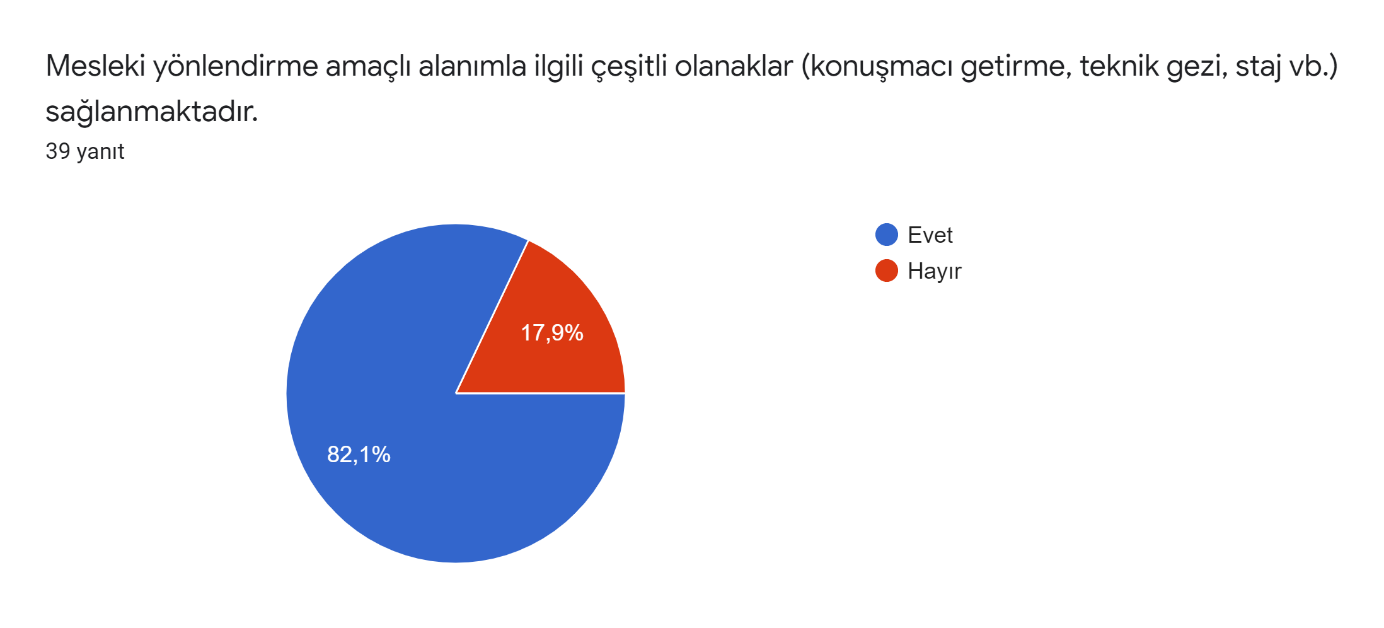 Mesleki yönlendirme amaçlı alanımla ilgili çeşitli olanaklar (konuşmacı getirme, teknik gezi, staj vb.)
sağlanmaktadır.
39 yanıt
Evet
Hayır
17,9%
82,1%